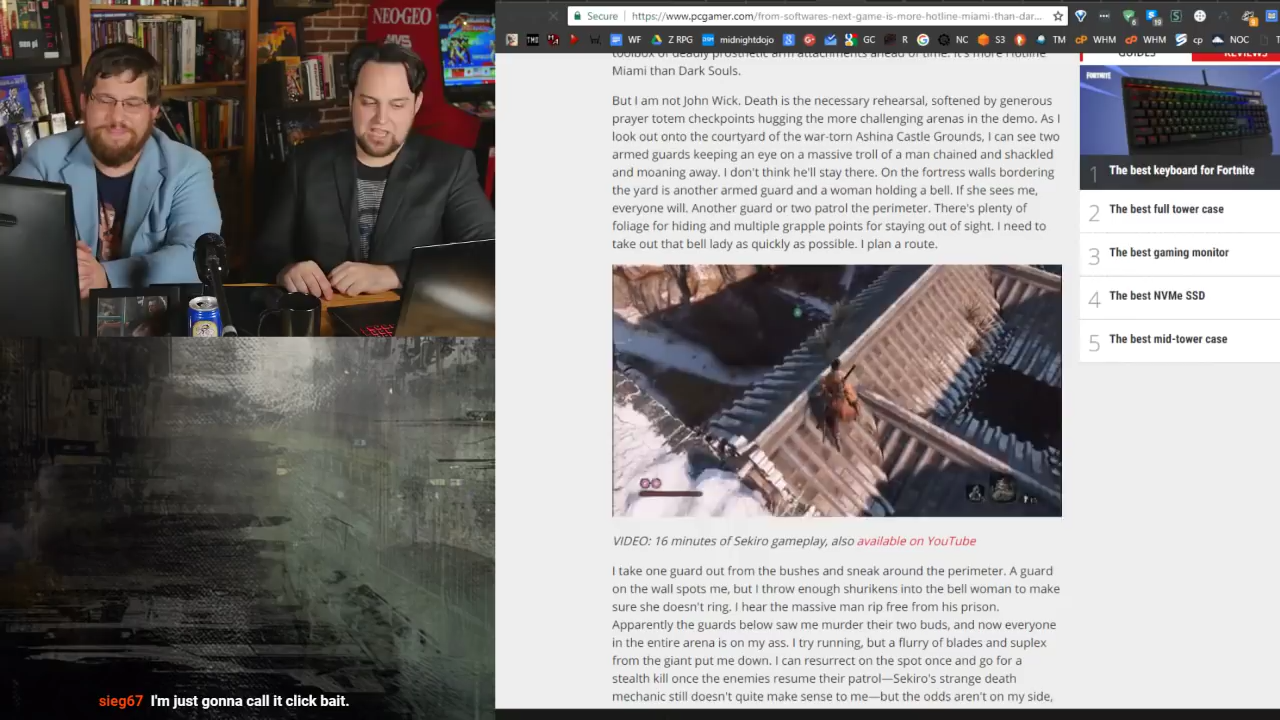 NEO-GEO
Secure
https://www.pcgamer.com/from-softwares-next-game-is-more-hotline-miami-than-dar...
WF
Z RPG
midnightdojo
GC
R
NC
S3
TM
WHM
WHM
cp
NOC
toolbox of deadly prosthetic arm attachments ahead of time. It's more Hotline
Miami than Dark Souls.
But I am not John Wick. Death is the necessary rehearsal, softened by generous
prayer totem checkpoints hugging the more challenging arenas in the demo. As I
look out onto the courtyard of the war-torn Ashina Castle Grounds, I can see two
armed guards keeping an eye on a massive troll of a man chained and shackled
and moaning away. I don't think he'll stay there. On the fortress walls bordering
the yard is another armed guard and a woman holding a bell. If she sees me,
everyone will. Another guard or two patrol the perimeter. There's plenty of
foliage for hiding and multiple grapple points for staying out of sight. I need to
take out that bell lady as quickly as possible. I plan a route.
VIDEO: 16 minutes of Sekiro gameplay, also available on YouTube
I take one guard out from the bushes and sneak around the perimeter. A guard
on the wall spots me, but I throw enough shurikens into the bell woman to make
sure she doesn't ring. I hear the massive man rip free from his prison.
Apparently the guards below saw me murder their two buds, and now everyone
in the entire arena is on my ass. I try running, but a flurry of blades and suplex
from the giant put me down. I can resurrect on the spot once and go for a
stealth kill once the enemies resume their patrol—Sekiro's strange death
mechanic still doesn't quite make sense to me—but the odds aren't on my side,
GUIDES
REVIEWS
FORTNITE
1 The best keyboard for Fortnite
2 The best full tower case
3 The best gaming monitor
4 The best NVMe SSD
5 The best mid-tower case
sieg67 I'm just gonna call it click bait.